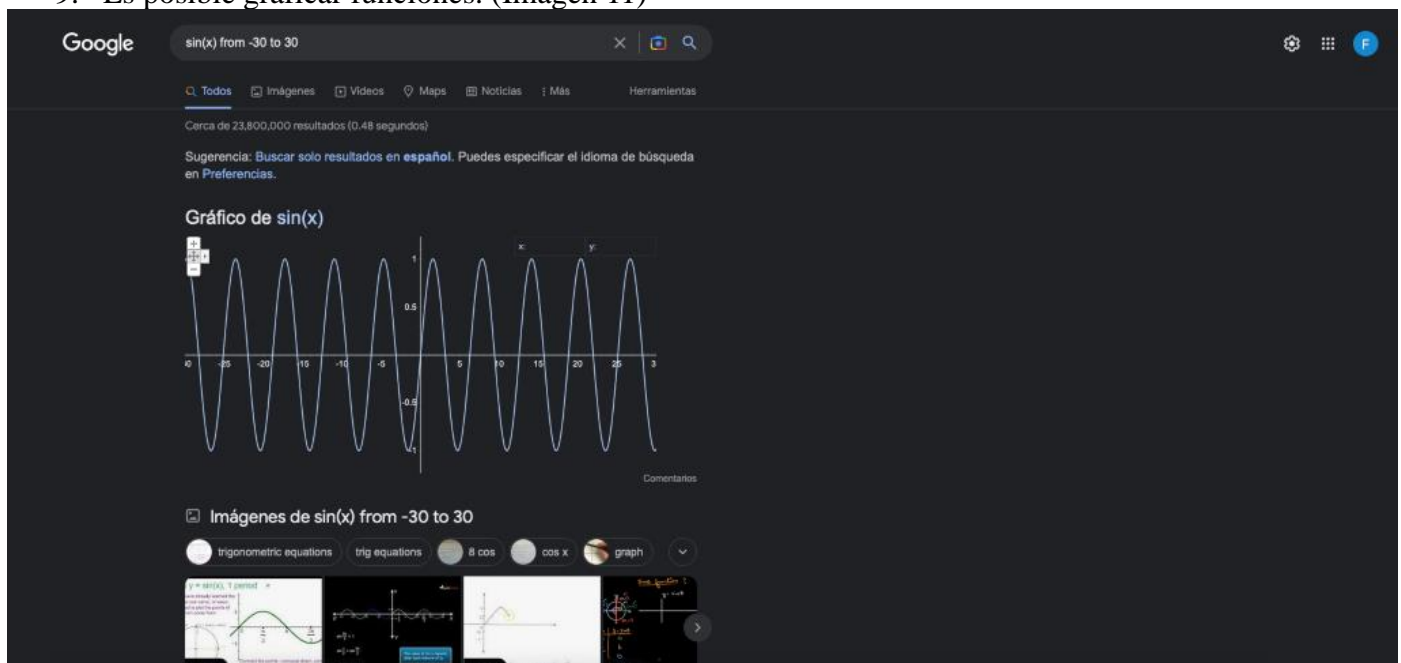 9. Es posible graficar funciones. (Imagen 11)
Google
sin(x) from -30 to 30
F
Todos Imágenes Videos Maps Noticias Más Herramientas
Cerca de 23,800,000 resultados (0.48 segundos)
Sugerencia: Buscar solo resultados en español. Puedes especificar el idioma de búsqueda
en Preferencias.
Gráfico de sin(x)
x: y:
1
0.5
-25 -20 -15 -10 -5 5 10 15 20 25 3
-0.5
-1
Comentarios
Imágenes de sin(x) from -30 to 30
trigonometric equations trig equations 8 cos cos x graph
y = sin(x), 1 period